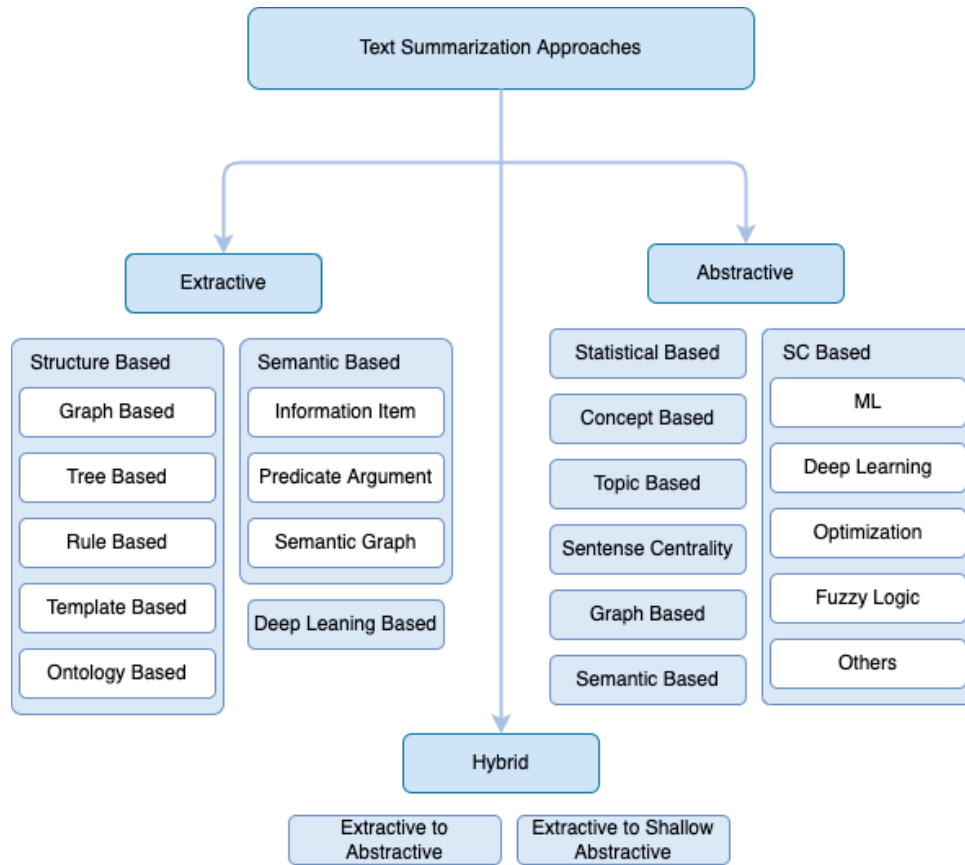 Text Summarization Approaches
Extractive
Structure Based
Graph Based
Tree Based
Rule Based
Template Based
Ontology Based
Semantic Based
Information Item
Predicate Argument
Semantic Graph
Deep Leaning Based
Abstractive
Statistical Based
Concept Based
Topic Based
Sentense Centrality
Graph Based
Semantic Based
SC Based
ML
Deep Learning
Optimization
Fuzzy Logic
Others
Hybrid
Extractive to
Abstractive
Extractive to Shallow
Abstractive